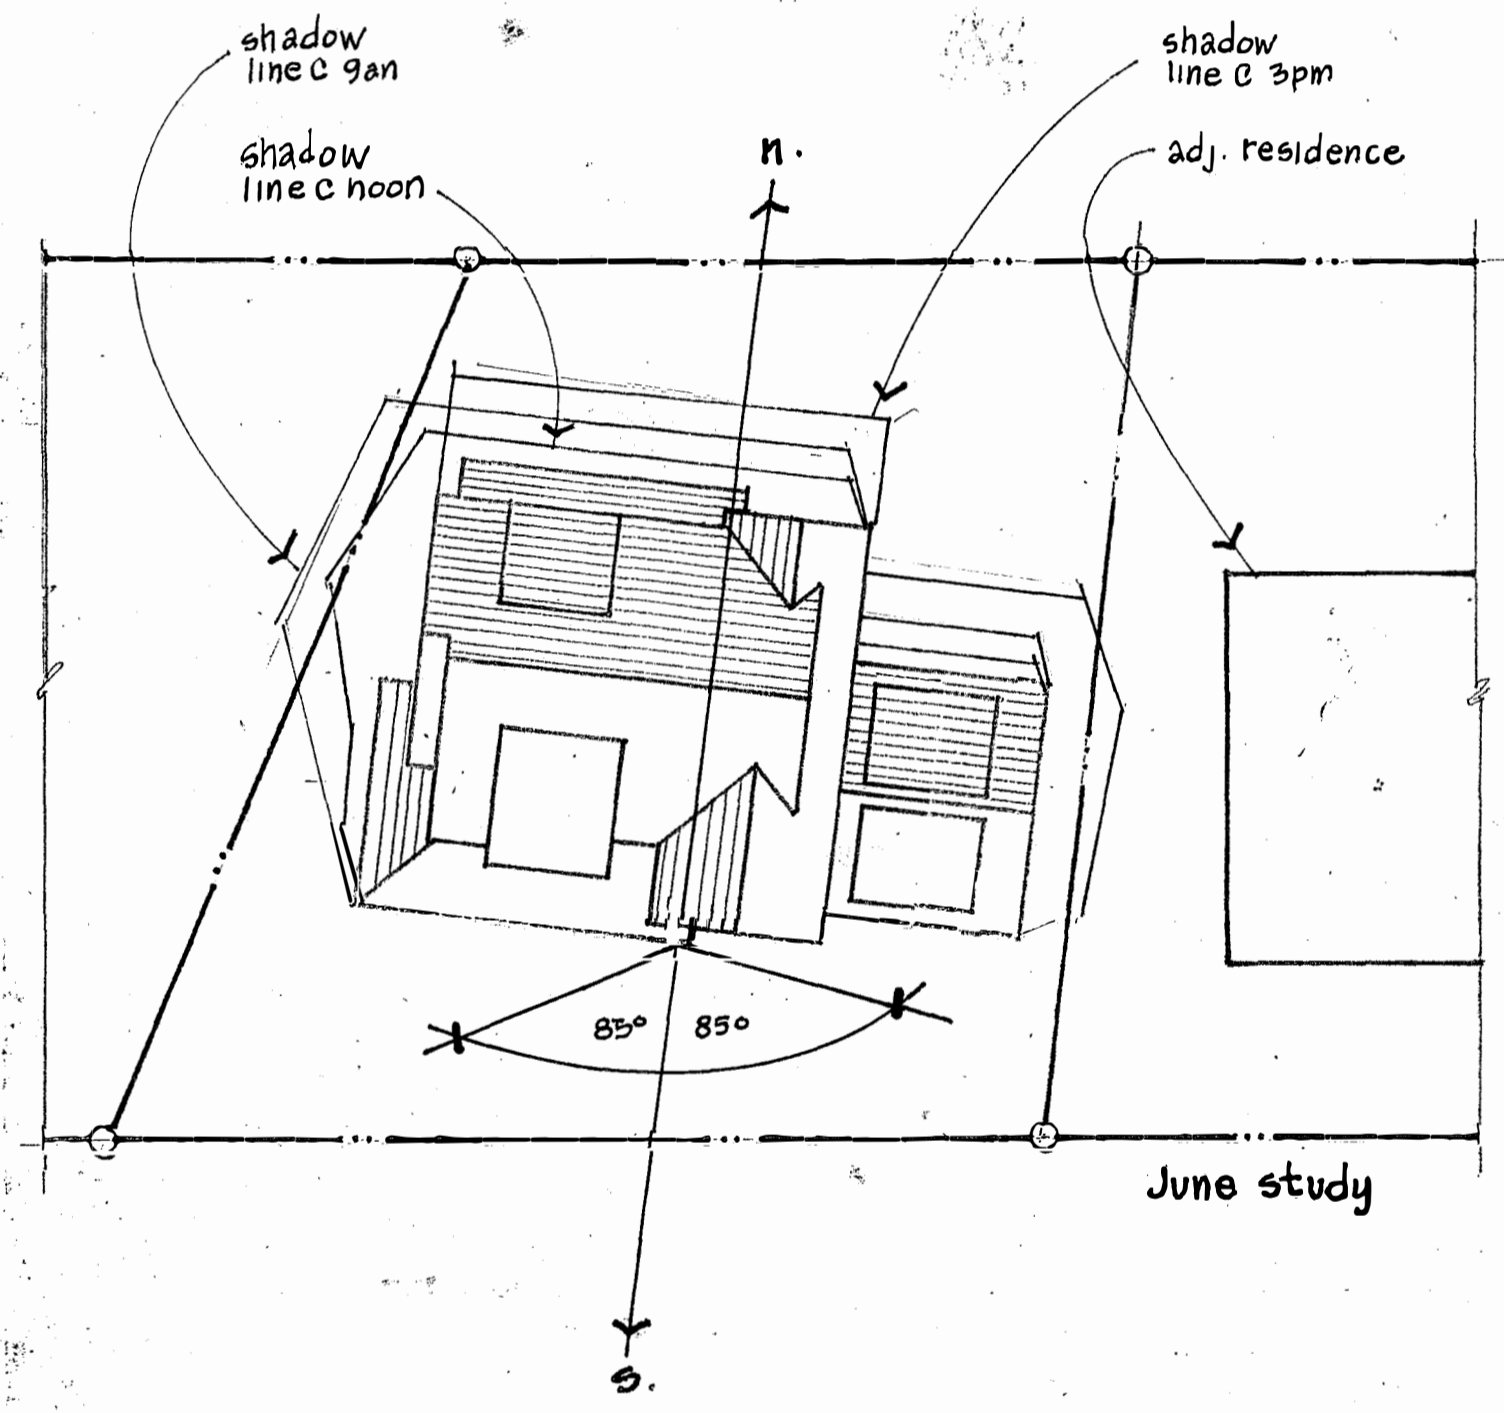 shadow
line @ 9am
shadow
line @ noon
n.
shadow
line @ 3pm
adj. residence
85° 85°
June study
s.